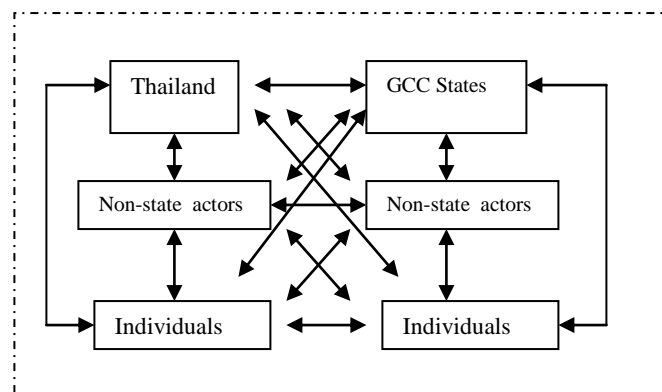 Thailand
GCC States
Non-state actors
Non-state actors
Individuals
Individuals